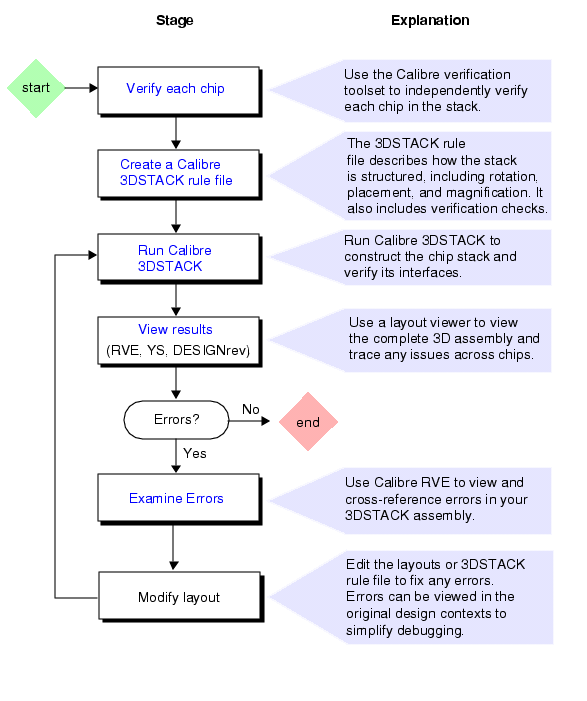 Stage
Explanation
start
Verify each chip
Use the Calibre verification
toolset to independently verify
each chip in the stack.
Create a Calibre
3DSTACK rule file
The 3DSTACK rule
file describes how the stack
is structured, including rotation,
placement, and magnification. It
also includes verification checks.
Run Calibre
3DSTACK
Run Calibre 3DSTACK to
construct the chip stack and
verify its interfaces.
View results
(RVE, YS, DESIGNrev)
Use a layout viewer to view
the complete 3D assembly and
trace any issues across chips.
Errors?
No
end
Yes
Examine Errors
Use Calibre RVE to view and
cross-reference errors in your
3DSTACK assembly.
Modify layout
Edit the layouts or 3DSTACK
rule file to fix any errors.
Errors can be viewed in the
original design contexts to
simplify debugging.